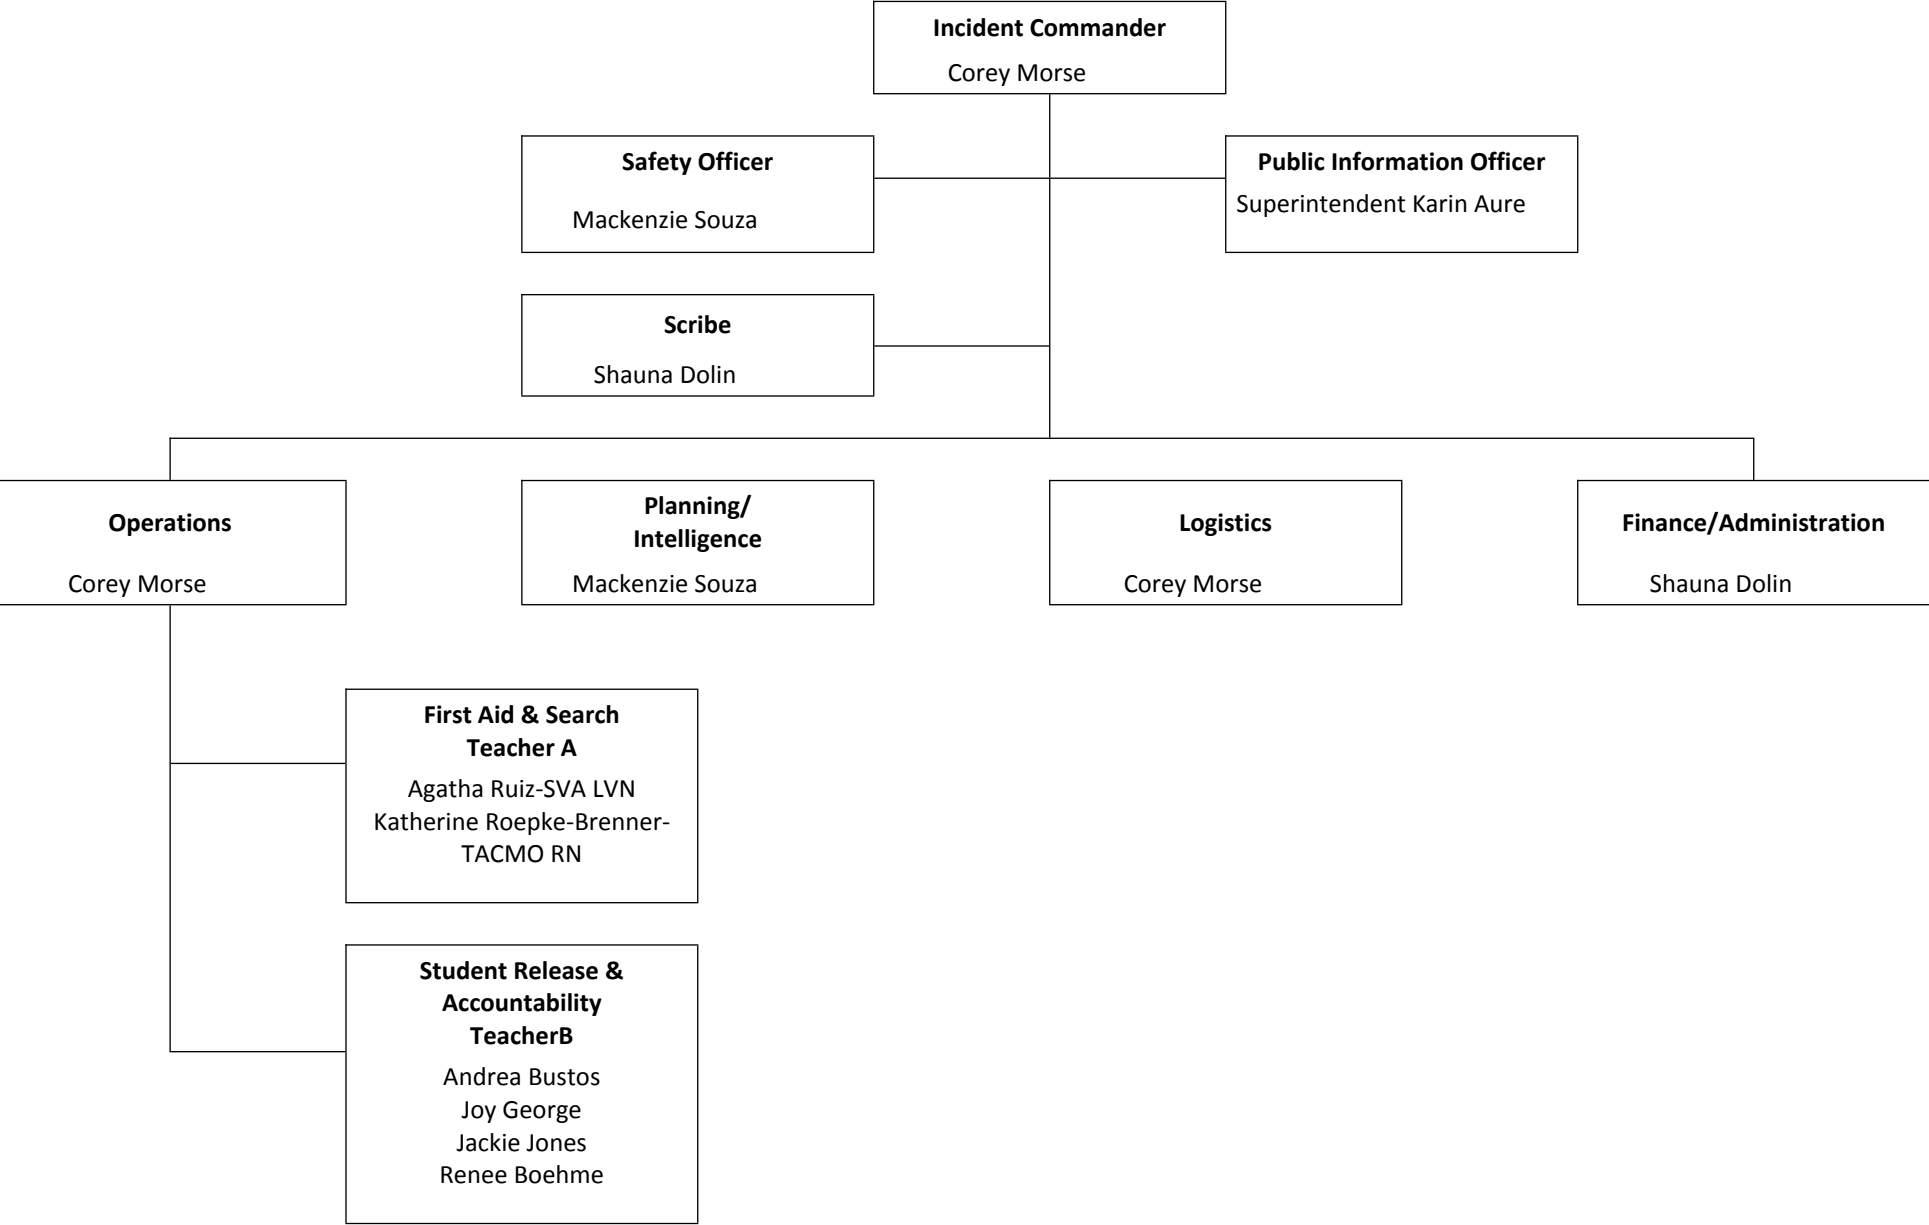 Incident Commander
Corey Morse
Safety Officer
Mackenzie Souza
Public Information Officer
Superintendent Karin Aure
Scribe
Shauna Dolin
Operations
Corey Morse
Planning/
Intelligence
Mackenzie Souza
Logistics
Corey Morse
Finance/Administration
Shauna Dolin
First Aid & Search
Teacher A
Agatha Ruiz-SVA LVN
Katherine Roepke-Brenner-
TACMO RN
Student Release &
Accountability
TeacherB
Andrea Bustos
Joy George
Jackie Jones
Renee Boehme